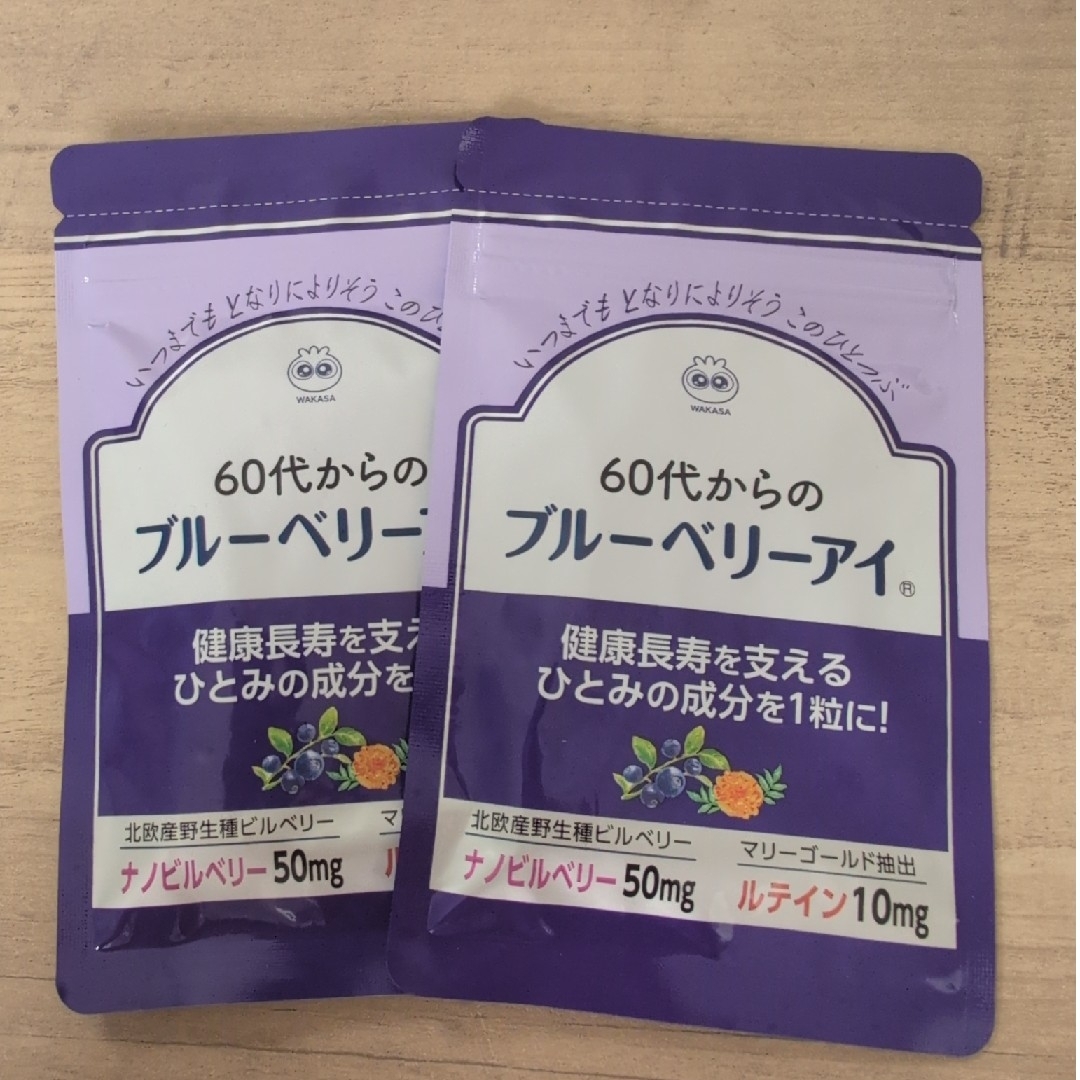 いつまでも となりによりそう このひ
WAKASA
60代からの
ブルーベリー
健康長寿を支え
ひとみの成分を
北欧産野生種ビルベリー
ナノビルベリー 50mg
マ
ル
いつまでも となりによりそう このひとつぶ
WAKASA
60代からの
ブルーベリーアイ
健康長寿を支える
ひとみの成分を1粒に!
北欧産野生種ビルベリー
ナノビルベリー 50mg
マリーゴールド抽出
ルテイン 10mg